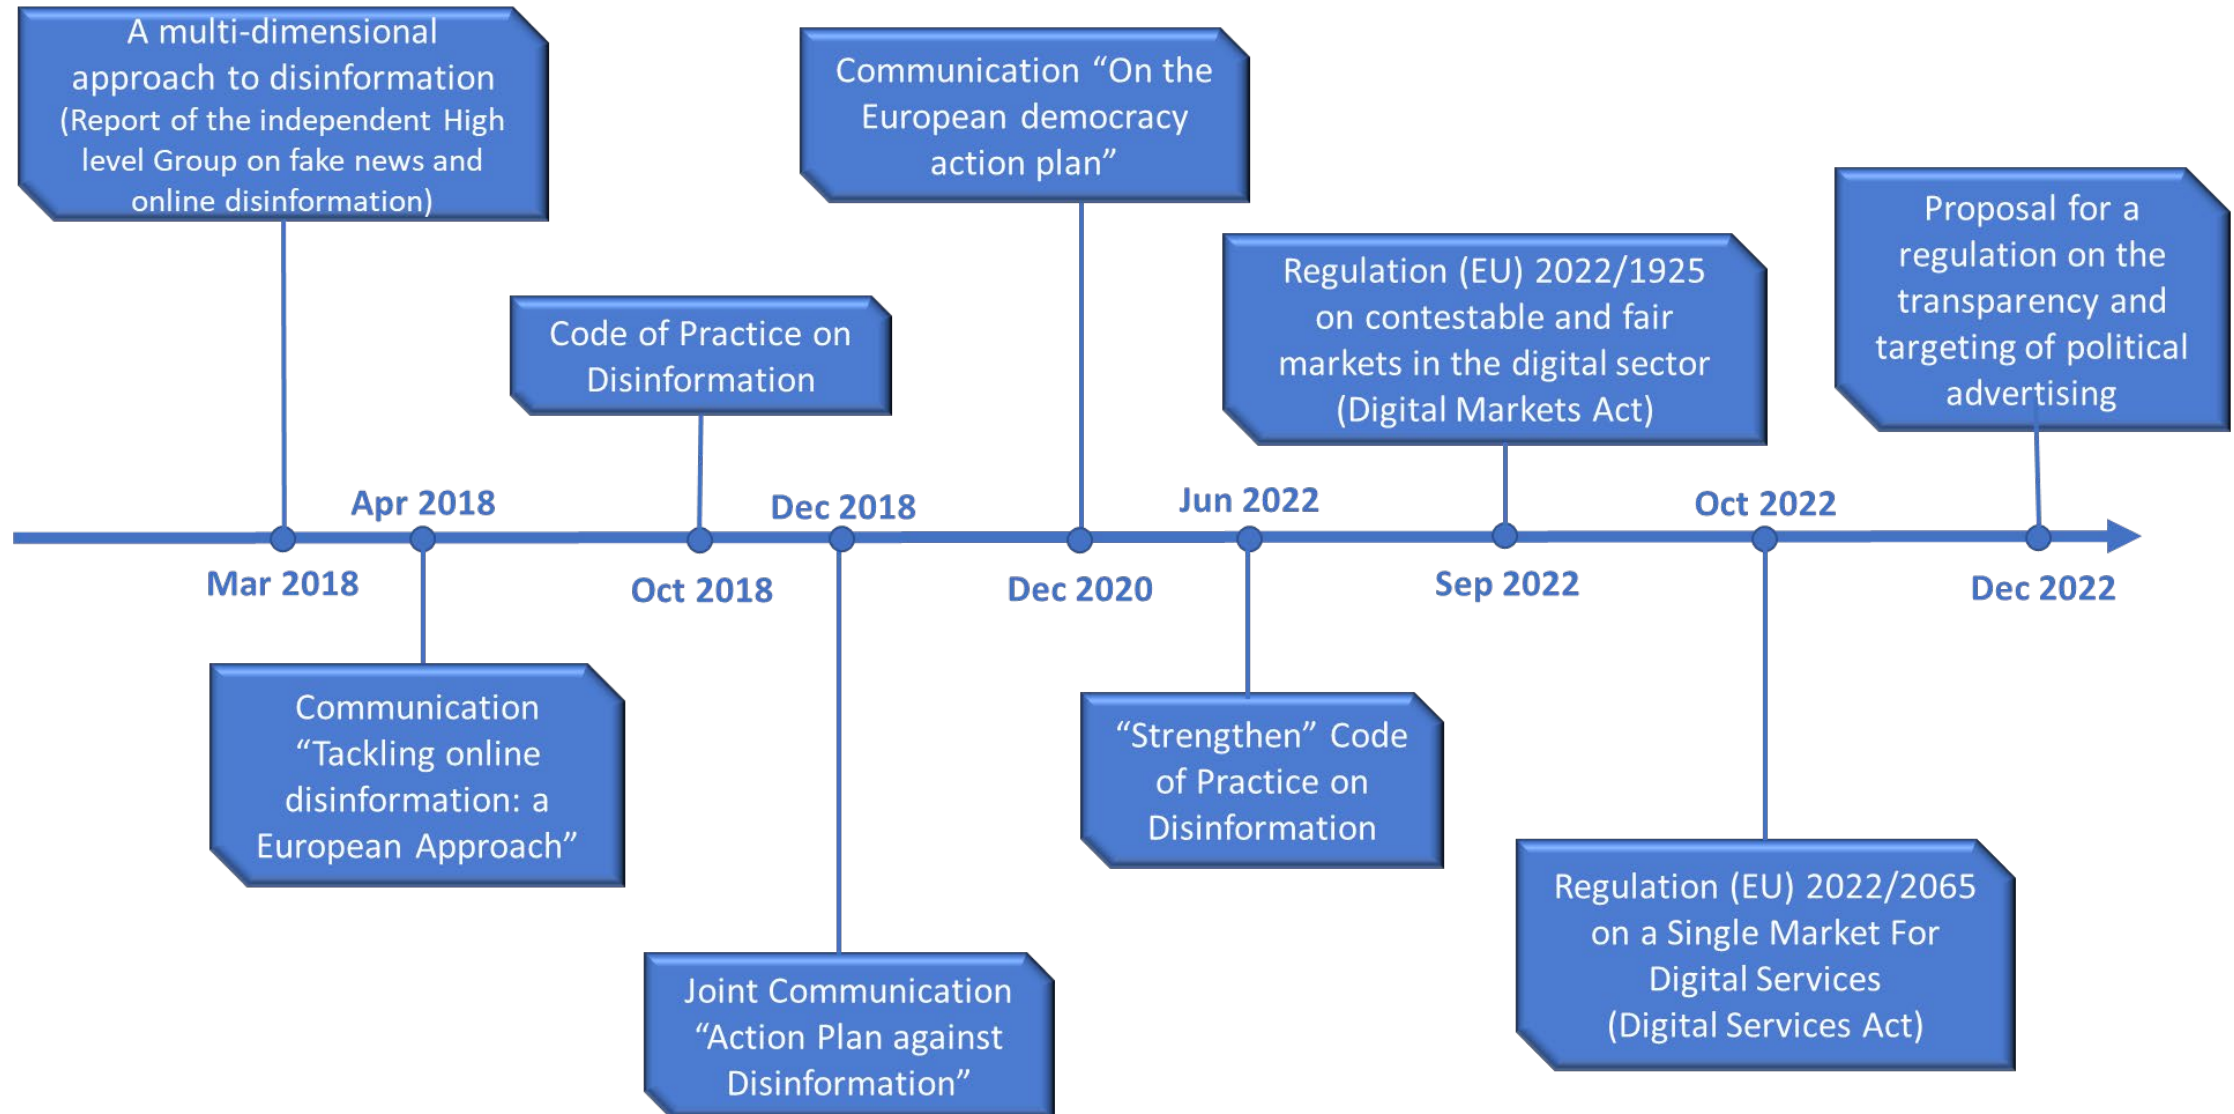 A multi-dimensional
approach to disinformation
(Report of the independent High
level Group on fake news and
online disinformation)
Communication “On the
European democracy
action plan”
Proposal for a
regulation on the
transparency and
targeting of political
advertising
Regulation (EU) 2022/1925
on contestable and fair
markets in the digital sector
(Digital Markets Act)
Code of Practice on
Disinformation
Apr 2018
Dec 2018
Jun 2022
Oct 2022
Mar 2018
Oct 2018
Dec 2020
Sep 2022
Dec 2022
Communication
“Tackling online
disinformation: a
European Approach”
“Strengthen” Code
of Practice on
Disinformation
Regulation (EU) 2022/2065
on a Single Market For
Digital Services
(Digital Services Act)
Joint Communication
“Action Plan against
Disinformation”